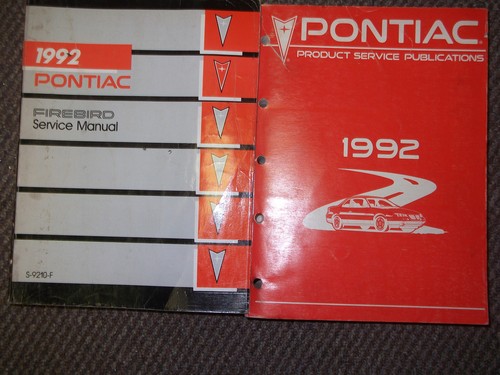 1992
PONTIAC
FIREBIRD
Service Manual
S-9210-F
PONTIAC
PRODUCT SERVICE PUBLICATIONS
1992